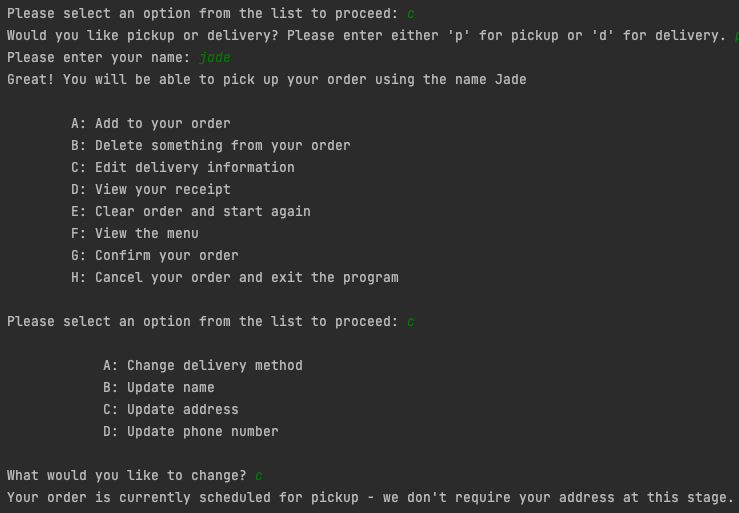 Please select an option from the list to proceed: c
Would you like pickup or delivery? Please enter either 'p' for pickup or 'd' for delivery. p
Please enter your name: jade
Great! You will be able to pick up your order using the name Jade
A: Add to your order
B: Delete something from your order
C: Edit delivery information
D: View your receipt
E: Clear order and start again
F: View the menu
G: Confirm your order
H: Cancel your order and exit the program
Please select an option from the list to proceed: c
A: Change delivery method
B: Update name
C: Update address
D: Update phone number
What would you like to change? c
Your order is currently scheduled for pickup - we don't require your address at this stage.